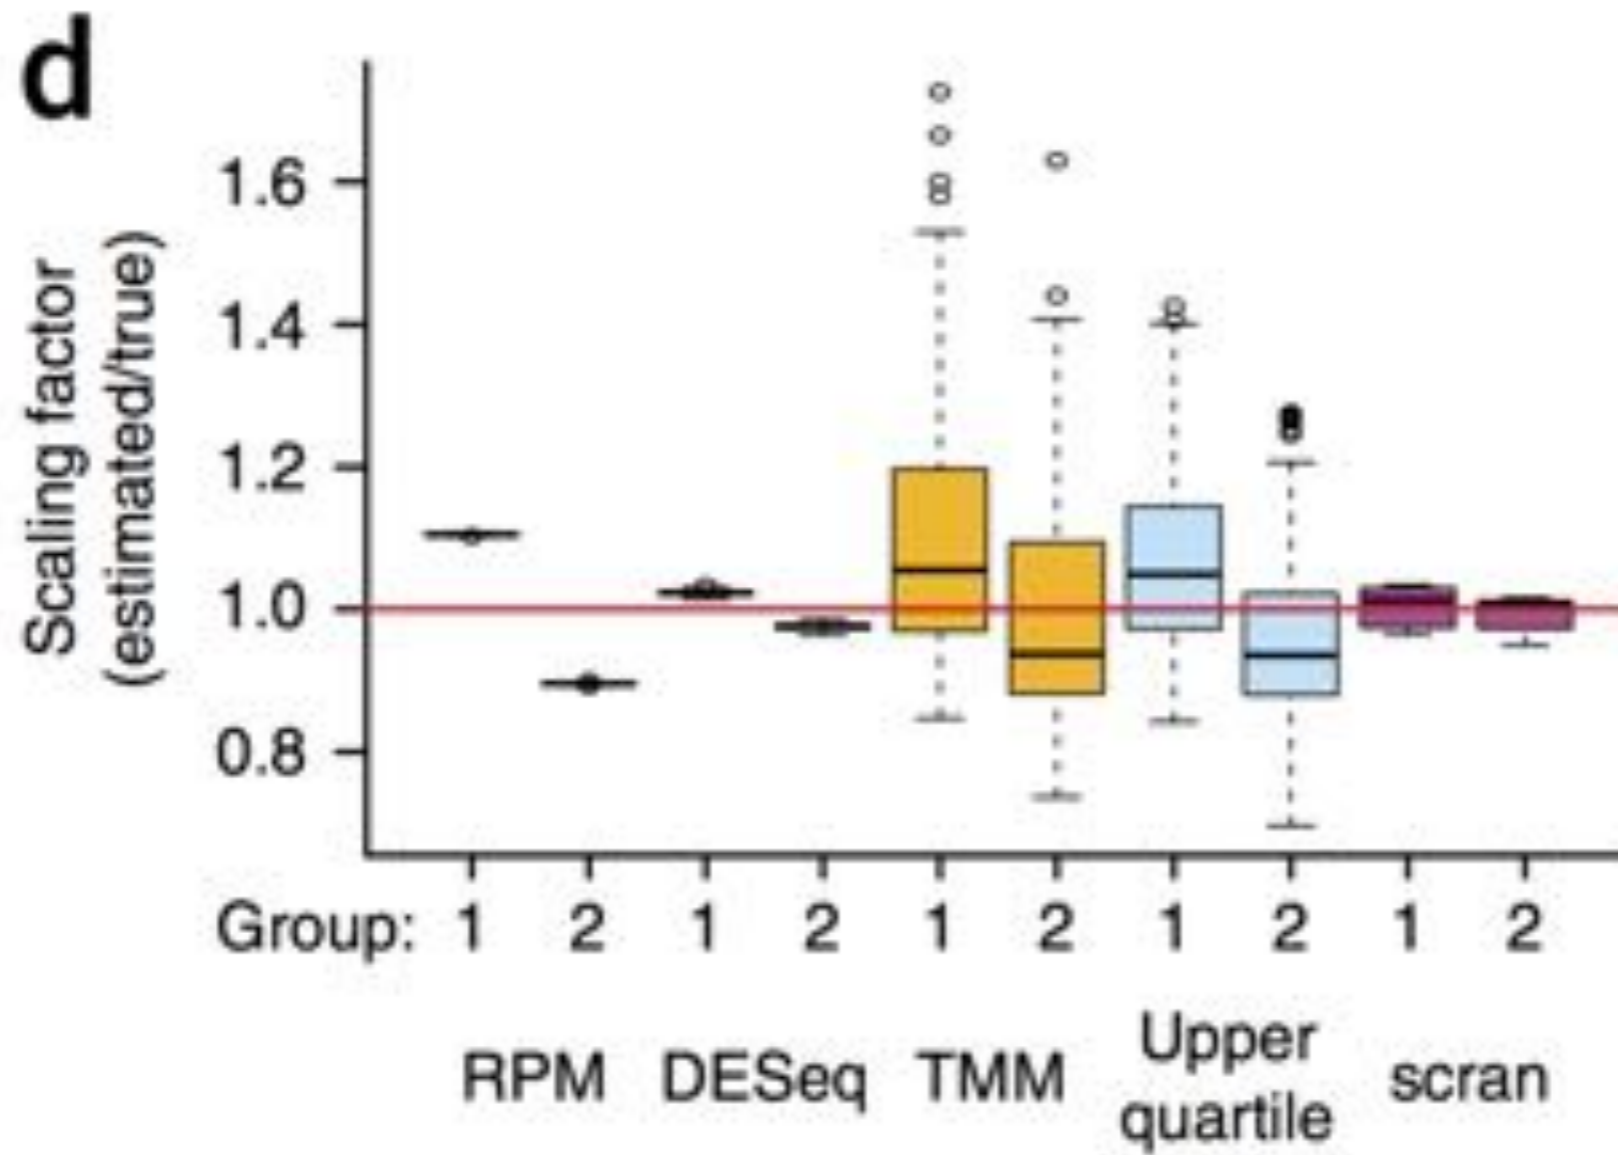 d
Scaling factor
(estimated/true)
1.6
1.4
1.2
1.0
0.8
Group: 1 2 1 2 1 2 1 2 1 2
RPM DESeq TMM Upper quartile scran